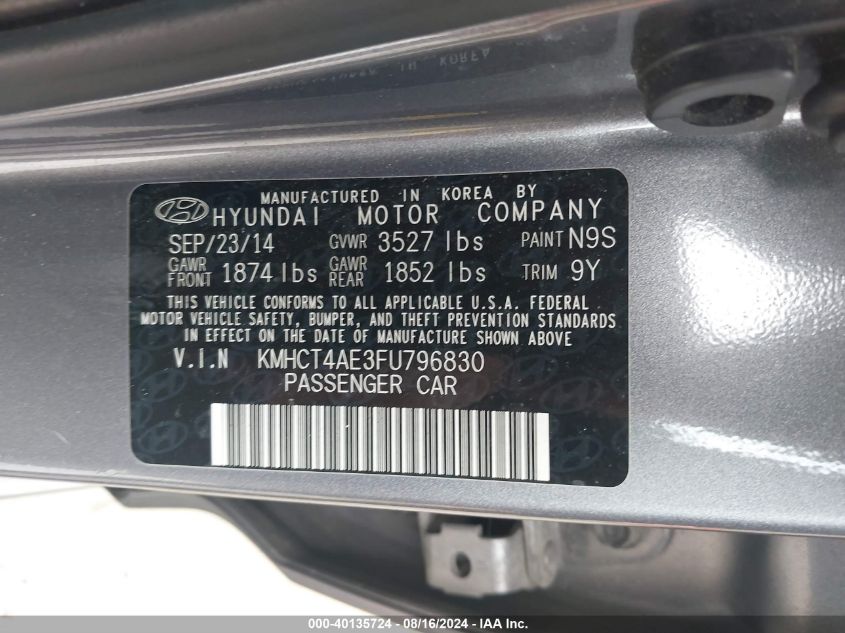 MANUFACTURED IN KOREA BY
HYUNDAI MOTOR COMPANY
SEP/23/14 GVWR 3527 lbs PAINT N9S
GAWR FRONT 1874 lbs GAWR REAR 1852 lbs TRIM 9Y
THIS VEHICLE CONFORMS TO ALL APPLICABLE U.S.A. FEDERAL
MOTOR VEHICLE SAFETY, BUMPER, AND THEFT PREVENTION STANDARDS
IN EFFECT ON THE DATE OF MANUFACTURE SHOWN ABOVE
V.I.N KMHCT4AE3FU796830
PASSENGER CAR
000-40135724 - 08/16/2024 - IAA Inc.